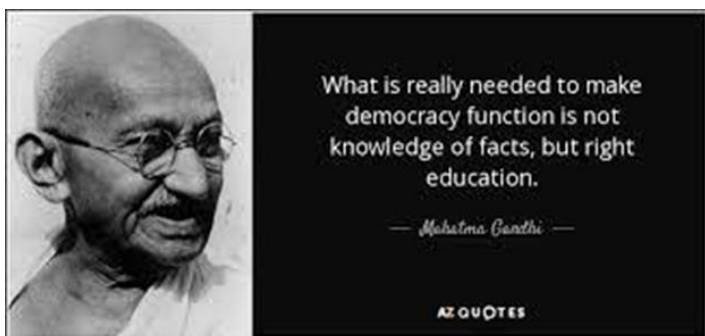 What is really needed to make
democracy function is not
knowledge of facts, but right
education.
— Mahatma Gandhi —
AZ QUOTES